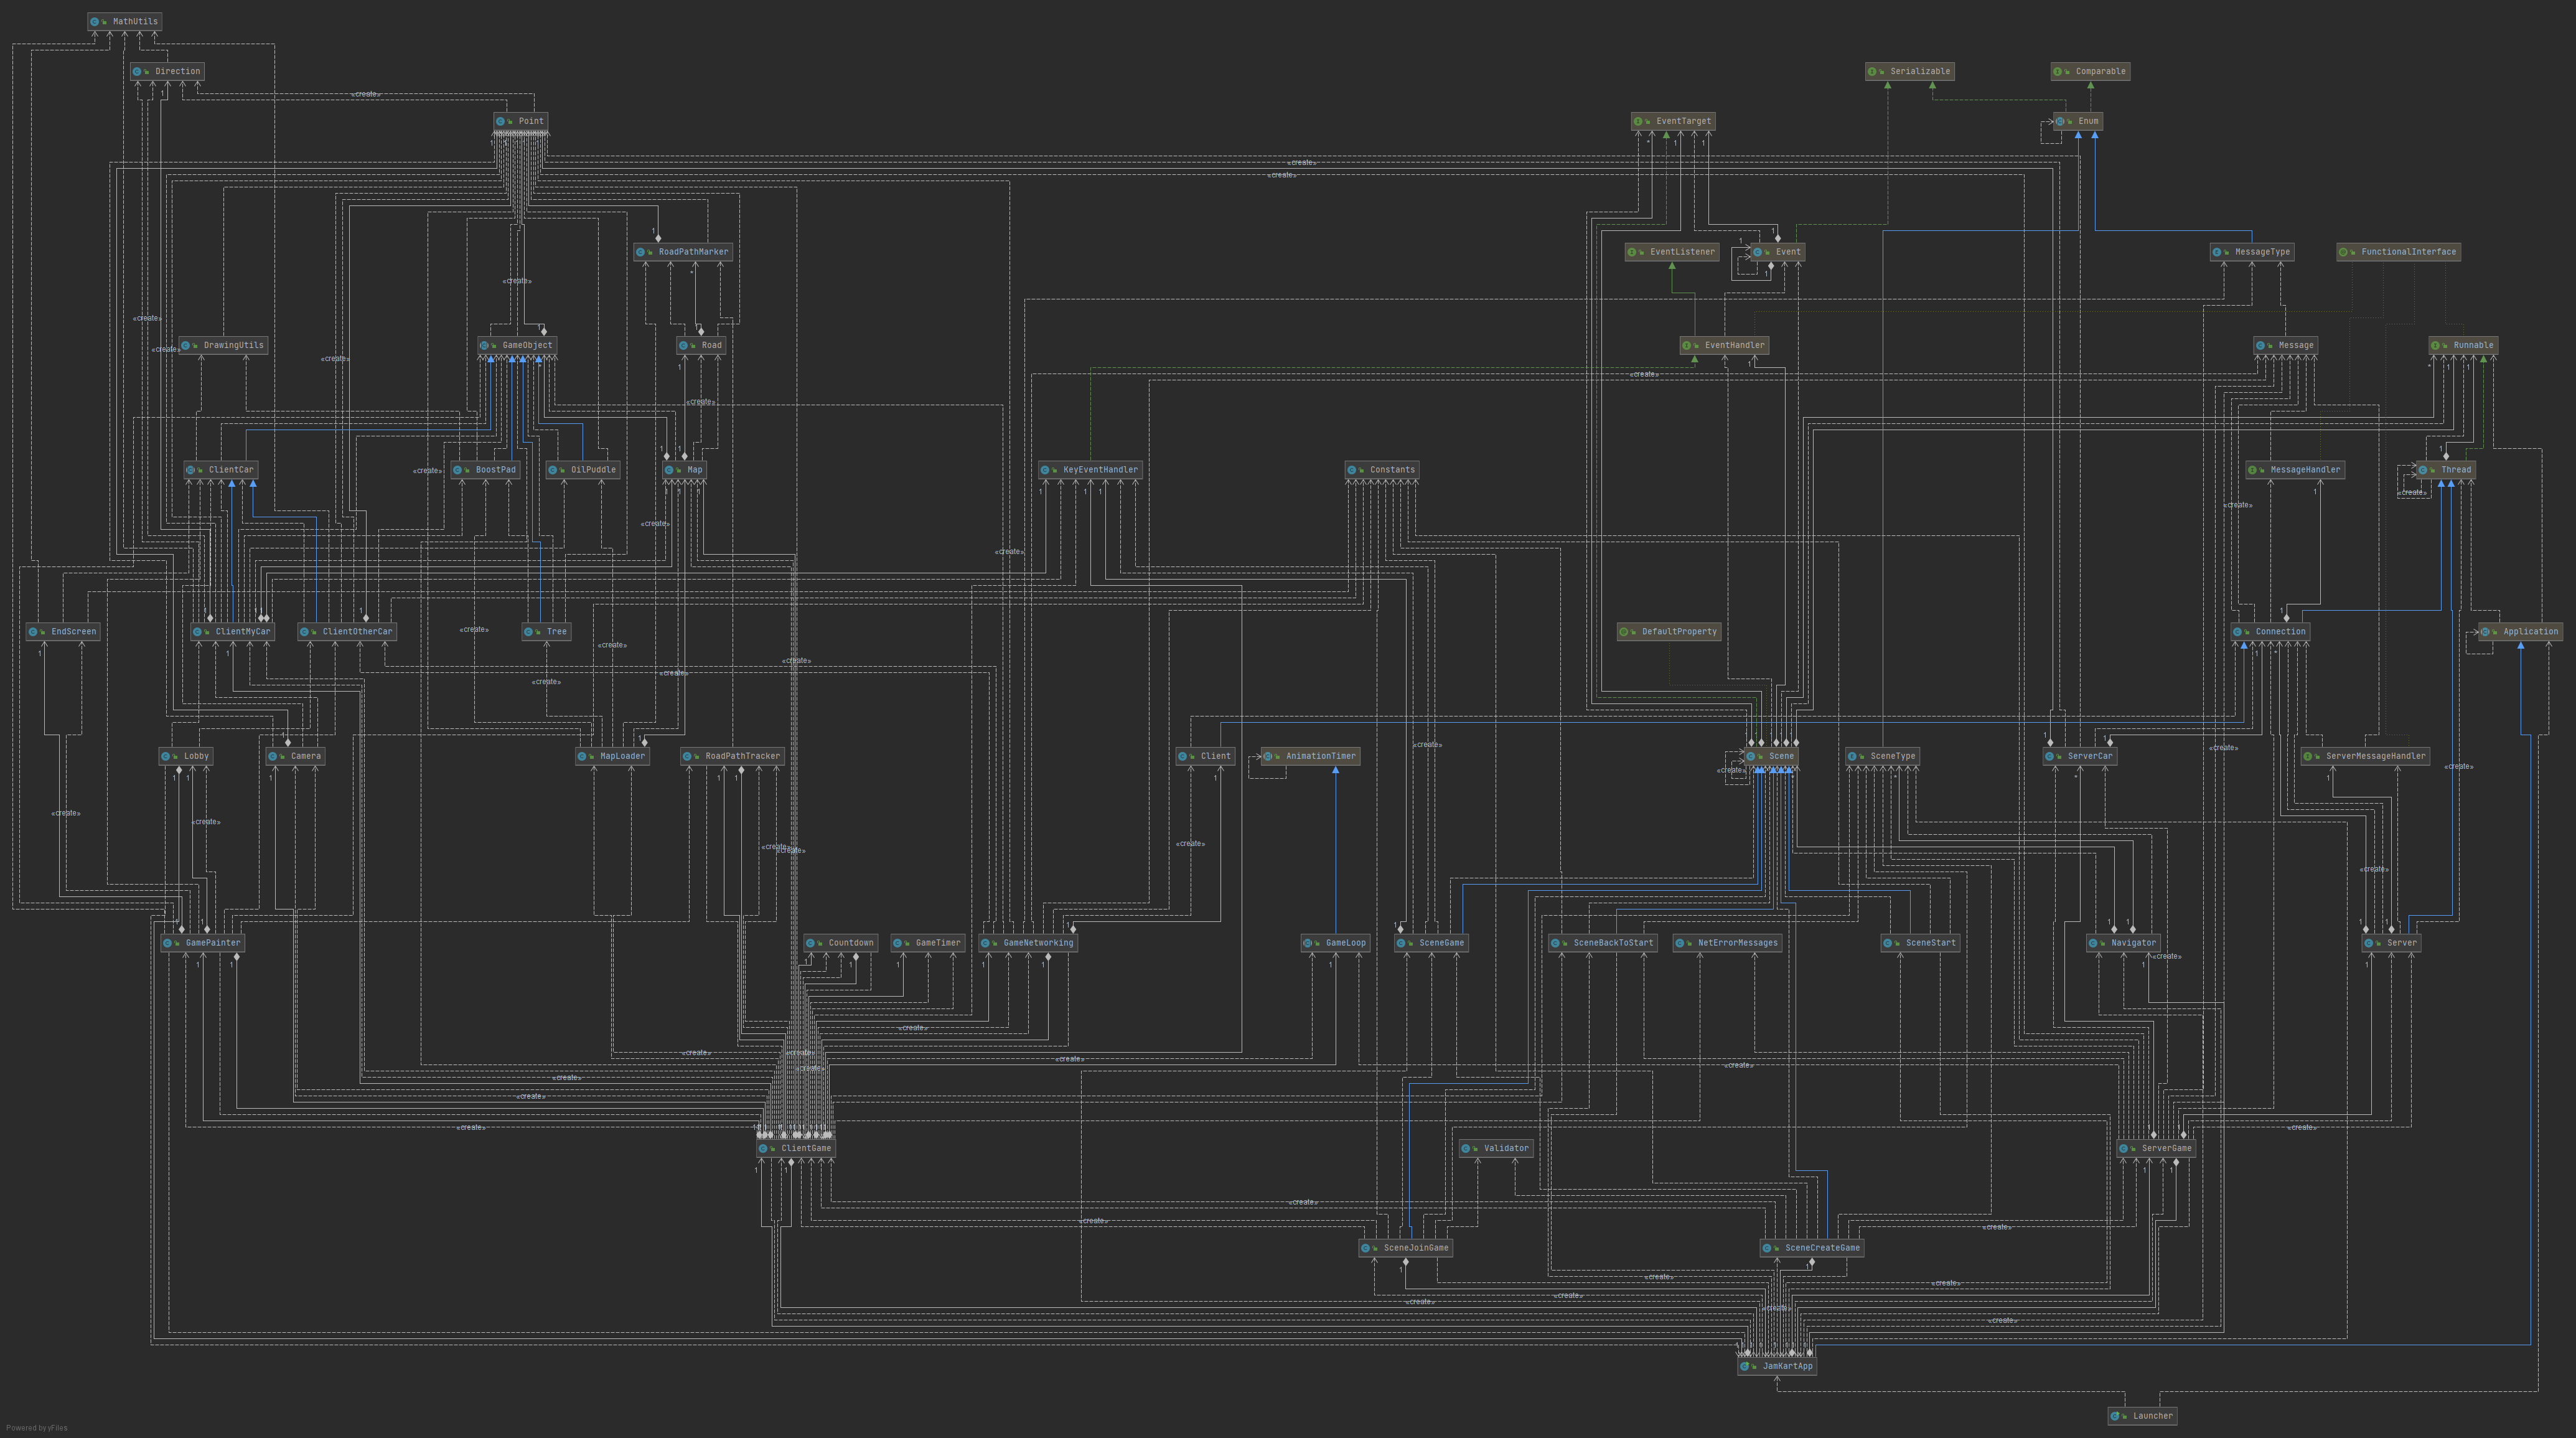 MathUtils
Direction
Serializable
Comparable
«create»
Point
EventTarget
Enum
«create»
«create»
RoadPathMarker
EventListener
Event
MessageType
FunctionalInterface
«create»
«create»
DrawingUtils
«create»
«create»
GameObject
Road
EventHandler
Message
Runnable
«create»
«create»
ClientCar
«create»
BoostPad
OilPuddle
Map
KeyEventHandler
Constants
MessageHandler
Thread
«create»
«create»
«create»
«create»
EndScreen
ClientMyCar
ClientOtherCar
«create»
Tree
«create»
DefaultProperty
Connection
Application
«create»
«create»
«create»
«create»
«create»
Lobby
Camera
MapLoader
RoadPathTracker
Client
AnimationTimer
Scene
SceneType
ServerCar
ServerMessageHandler
«create»
«create»
«create»
«create»
«create»
«create»
«create»
«create»
GamePainter
Countdown
GameTimer
GameNetworking
GameLoop
SceneGame
SceneBackToStart
NetErrorMessages
SceneStart
Navigator
Server
«create»
«create»
«create»
«create»
«create»
«create»
«create»
«create»
«create»
«create»
«create»
ClientGame
Validator
ServerGame
«create»
«create»
«create»
SceneJoinGame
SceneCreateGame
«create»
«create»
«create»
«create»
«create»
«create»
JamKartApp
Launcher
Powered by yFiles